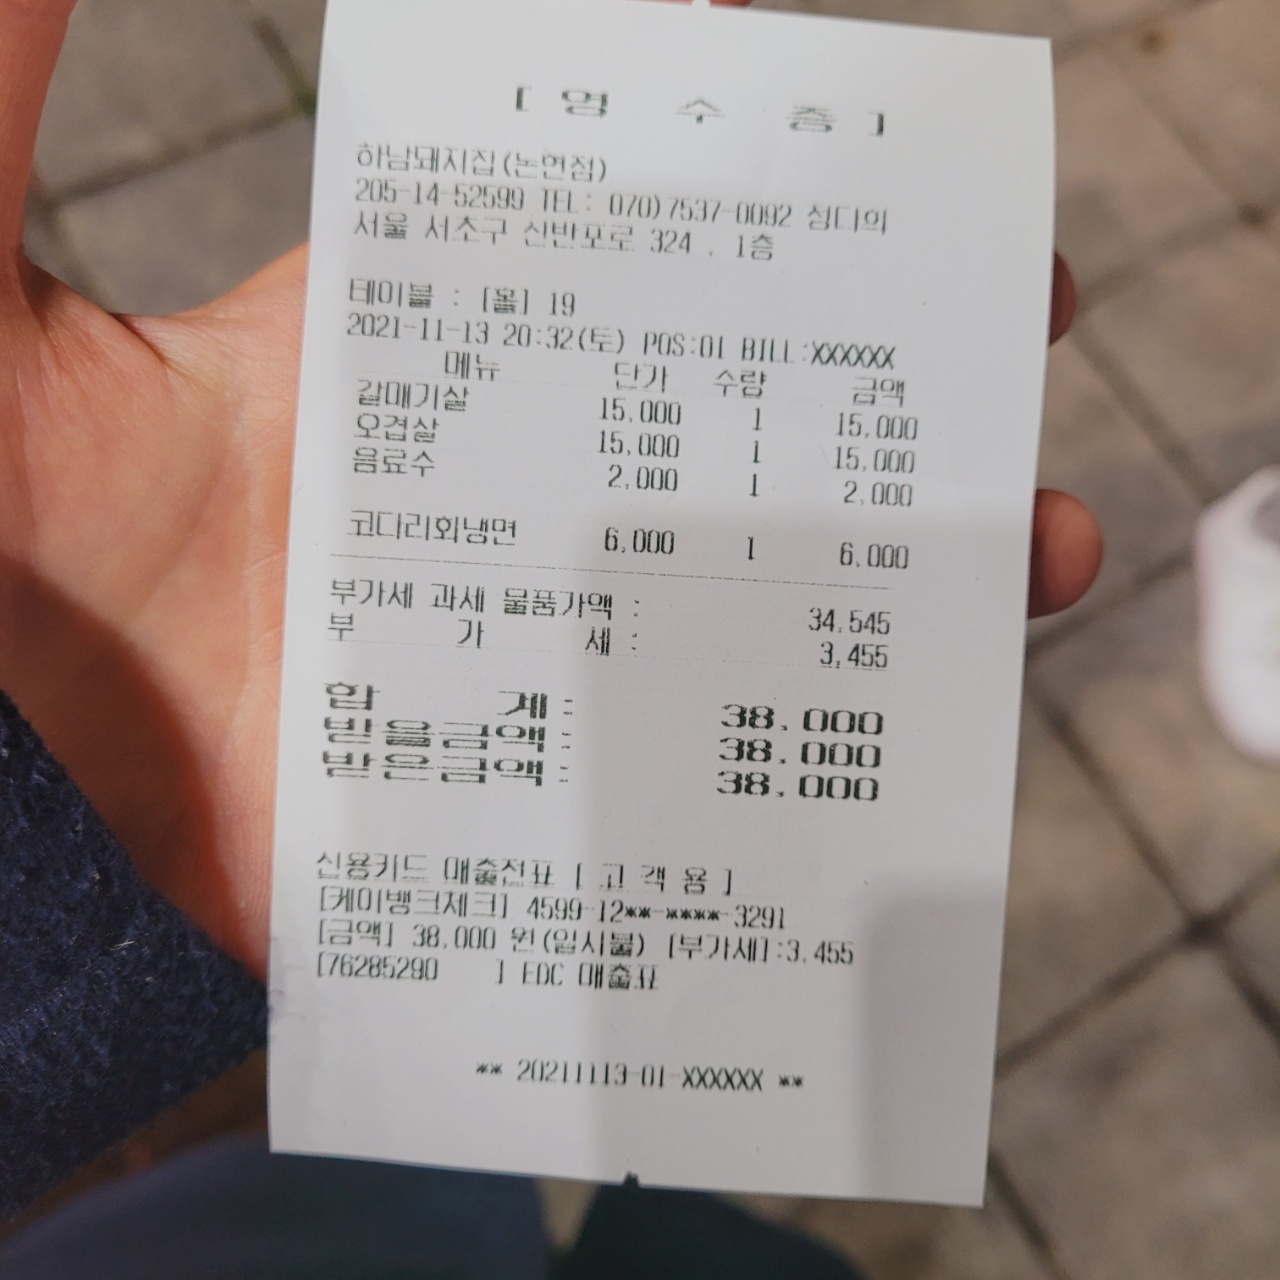 [ 영 수 증 ]
하남돼지집(논현점)
205-14-52599 TEL: 070)7537-0092 성다희
서울 서초구 신반포로 324 , 1층
테이블 : [홀] 19
2021-11-13 20:32(토) POS:01 BILL:XXXXXX
메뉴 단가 수량 금액
갈매기살 15,000 1 15,000
오겹살 15,000 1 15,000
음료수 2,000 1 2,000
코다리회냉면 6,000 1 6,000
부가세 과세 물품가액 : 34,545
부 가 세 : 3,455
합 계 : 38,000
받을금액 : 38,000
받은금액 : 38,000
신용카드 매출전표 [ 고 객 용 ]
[케이뱅크체크] 4599-12**-****-3291
[금액] 38,000 원(일시불) [부가세]:3,455
[76285290 ] EDC 매출표
** 20211113-01-XXXXXX **